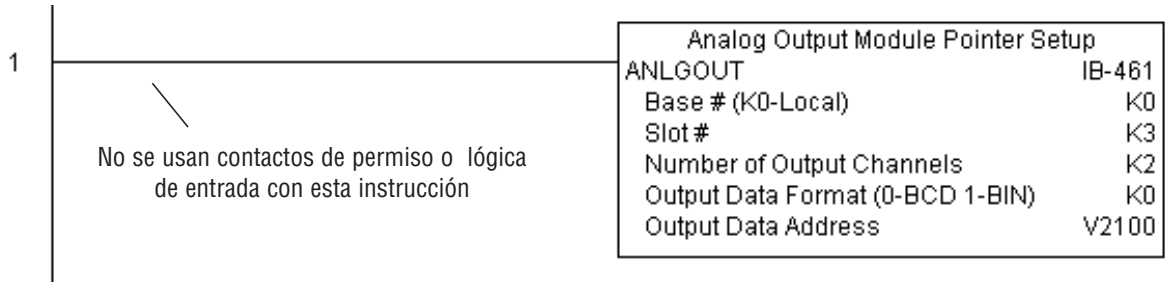 1
Analog Output Module Pointer Setup
ANLGOUT IB-461
Base # (K0-Local) K0
Slot # K3
Number of Output Channels K2
Output Data Format (0-BCD 1-BIN) K0
Output Data Address V2100
No se usan contactos de permiso o lógica
de entrada con esta instrucción